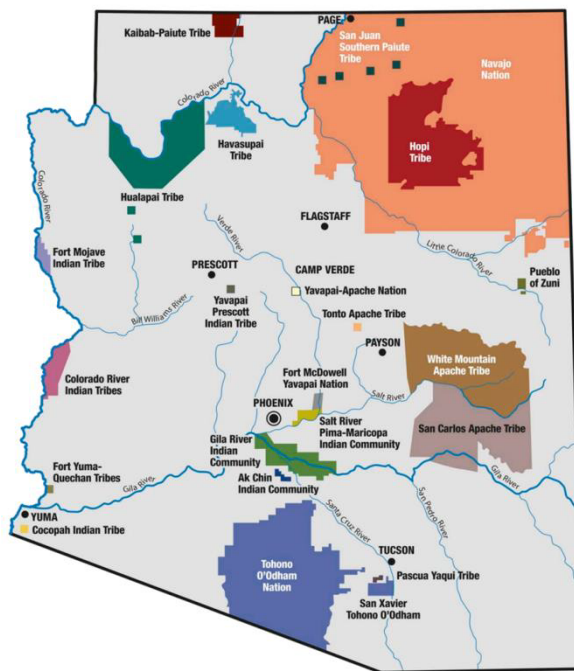 PAGE
Kaibab-Paiute Tribe
San Juan
Southern Paiute
Tribe
Navajo
Nation
Colorado River
Havasupai
Tribe
Hopi
Tribe
Colorado River
Hualapai Tribe
Verde River
FLAGSTAFF
Little Colorado River
Fort Mojave
Indian Tribe
PRESCOTT
CAMP VERDE
Pueblo
of Zuni
Yavapai-Apache Nation
Yavapai
Prescott
Indian Tribe
Bill Williams River
Tonto Apache Tribe
PAYSON
White Mountain
Apache Tribe
Fort McDowell
Yavapai Nation
Colorado River
Indian Tribes
Salt River
PHOENIX
Salt River
Pima-Maricopa
Indian Community
San Carlos Apache Tribe
Gila River
Indian
Community
Fort Yuma-
Quechan Tribes
Gila River
Ak Chin
Indian Community
Gila River
San Pedro River
Santa Cruz River
YUMA
Cocopah Indian Tribe
TUCSON
Tohono
O'Odham
Nation
Pascua Yaqui Tribe
San Xavier
Tohono O'Odham